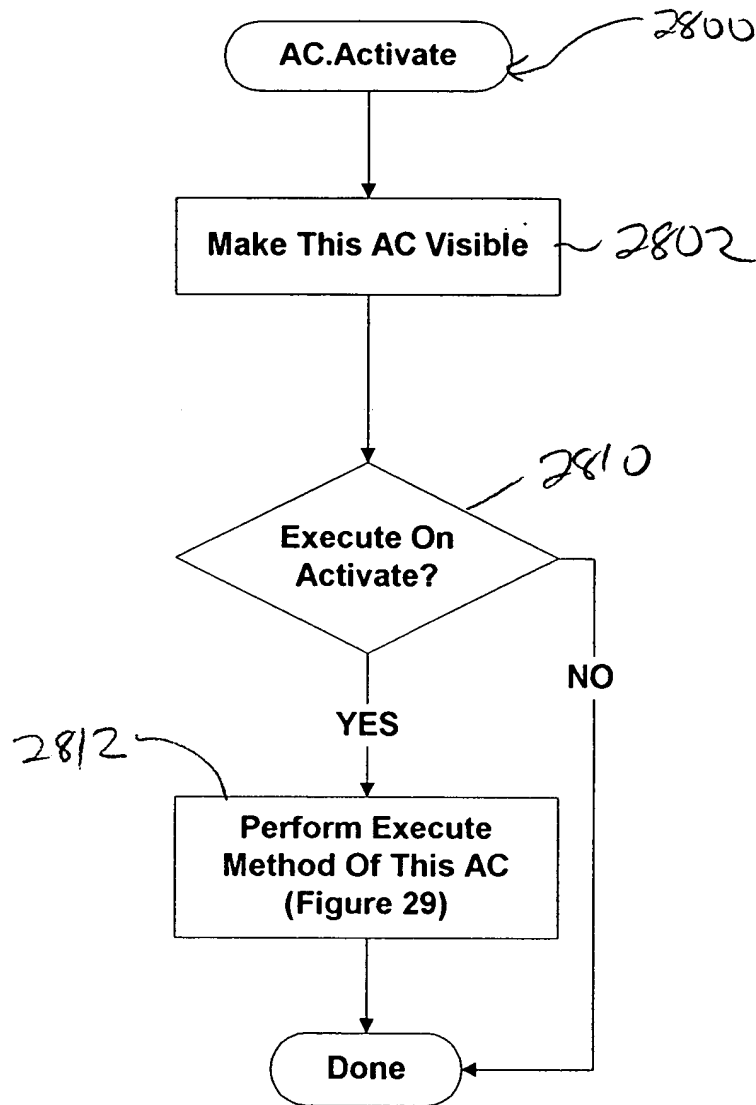 AC.Activate
2800
Make This AC Visible
2802
2810
Execute On
Activate?
NO
YES
2812
Perform Execute
Method Of This AC
(Figure 29)
Done